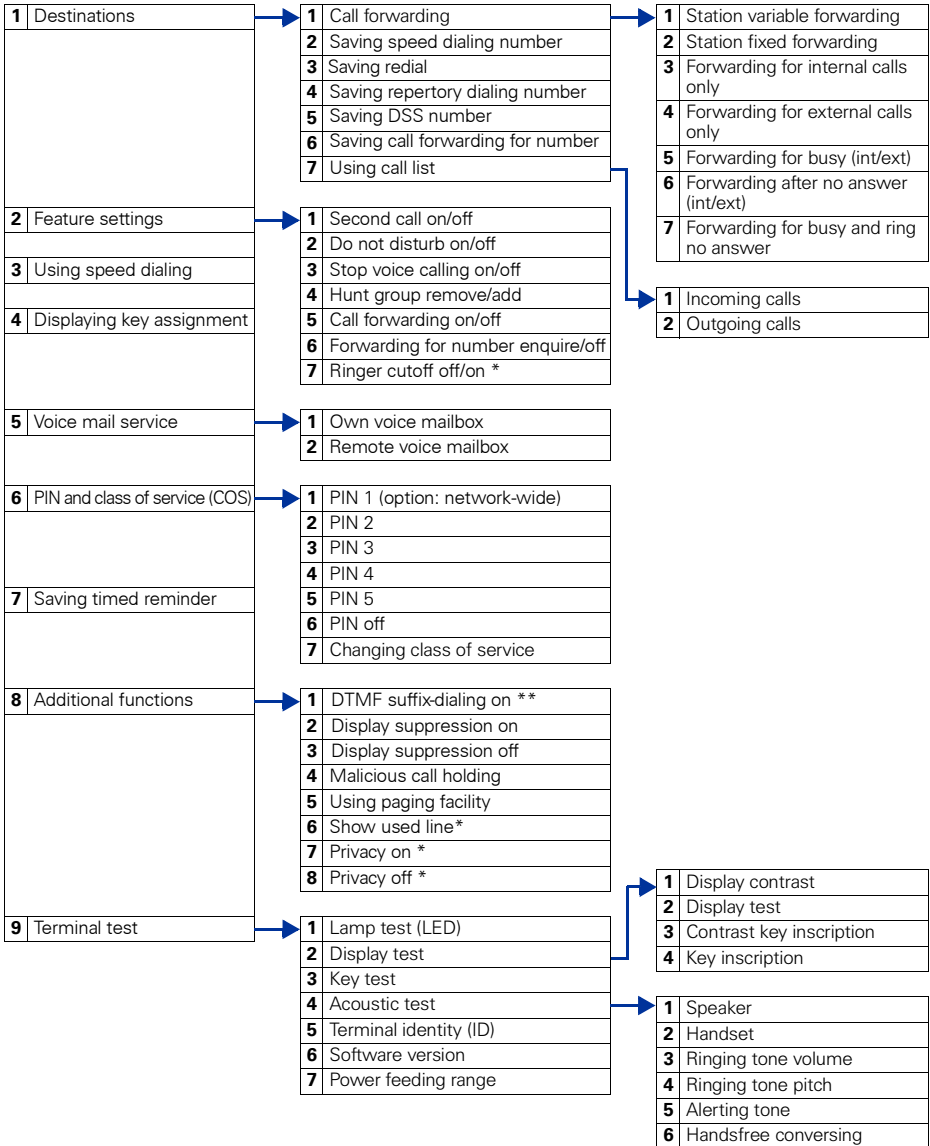 1 Destinations
1 Call forwarding
2 Saving speed dialing number
3 Saving redial
4 Saving repertory dialing number
5 Saving DSS number
6 Saving call forwarding for number
7 Using call list
1 Station variable forwarding
2 Station fixed forwarding
3 Forwarding for internal calls
only
4 Forwarding for external calls
only
5 Forwarding for busy (int/ext)
6 Forwarding after no answer
(int/ext)
7 Forwarding for busy and ring
no answer
1 Incoming calls
2 Outgoing calls
2 Feature settings
1 Second call on/off
2 Do not disturb on/off
3 Stop voice calling on/off
4 Hunt group remove/add
5 Call forwarding on/off
6 Forwarding for number enquire/off
7 Ringer cutoff off/on *
3 Using speed dialing
4 Displaying key assignment
5 Voice mail service
1 Own voice mailbox
2 Remote voice mailbox
6 PIN and class of service (COS)
1 PIN 1 (option: network-wide)
2 PIN 2
3 PIN 3
4 PIN 4
5 PIN 5
6 PIN off
7 Changing class of service
7 Saving timed reminder
8 Additional functions
1 DTMF suffix-dialing on **
2 Display suppression on
3 Display suppression off
4 Malicious call holding
5 Using paging facility
6 Show used line*
7 Privacy on *
8 Privacy off *
9 Terminal test
1 Lamp test (LED)
2 Display test
3 Key test
4 Acoustic test
5 Terminal identity (ID)
6 Software version
7 Power feeding range
1 Display contrast
2 Display test
3 Contrast key inscription
4 Key inscription
1 Speaker
2 Handset
3 Ringing tone volume
4 Ringing tone pitch
5 Alerting tone
6 Handsfree conversing